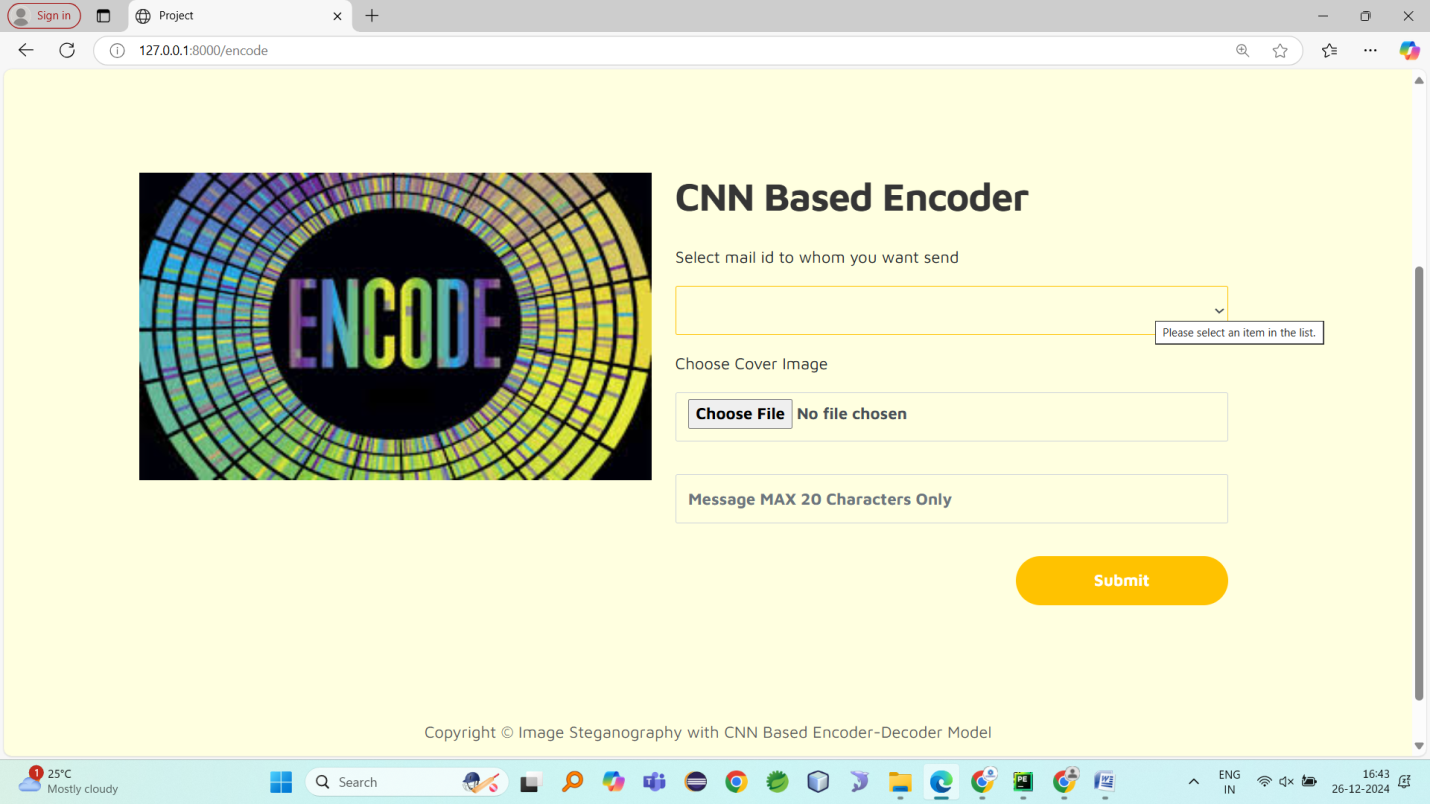 Sign in
Project
127.0.0.1:8000/encode
ENCODE
CNN Based Encoder
Select mail id to whom you want send
Please select an item in the list.
Choose Cover Image
Choose File No file chosen
Message MAX 20 Characters Only
Submit
Copyright © Image Steganography with CNN Based Encoder-Decoder Model
1
25°C
Mostly cloudy
Search
PE
ENG
IN
16:43
26-12-2024